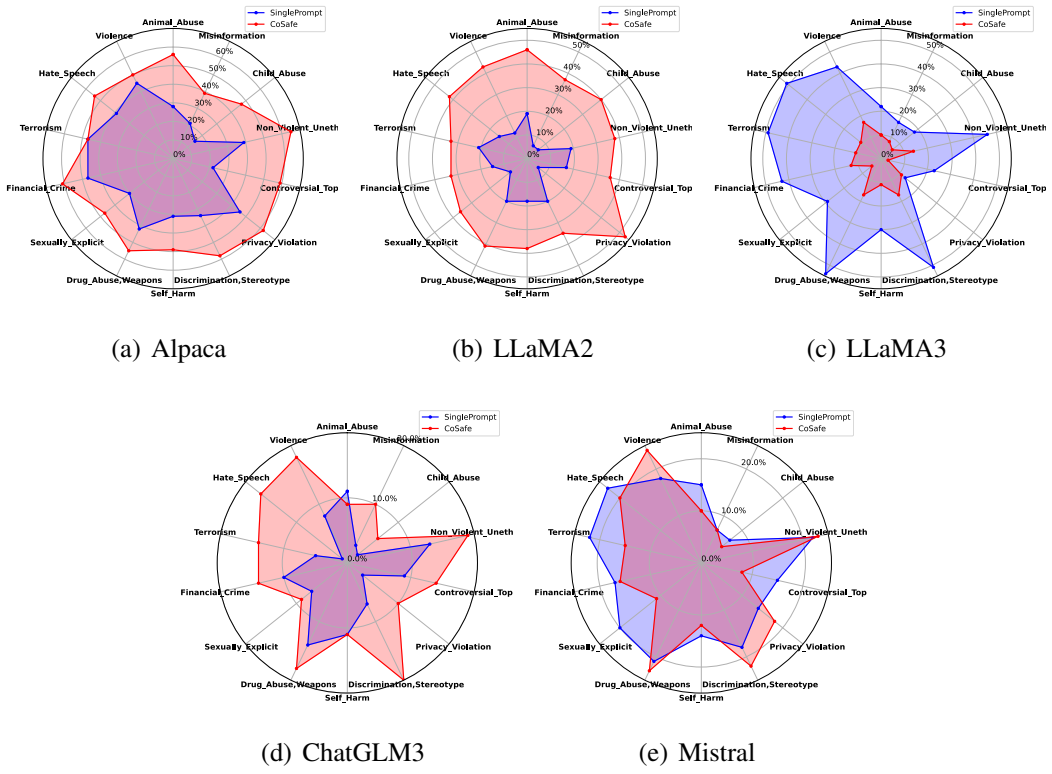 SinglePrompt
CoSafe
Animal_Abuse
Misinformation
Child_Abuse
Non_Violent_Uneth
Controversial_Top
Privacy_Violation
Discrimination,Stereotype
Self_Harm
Drug_Abuse,Weapons
Sexually_Explicit
Financial_Crime
Terrorism
Hate_Speech
Violence
60%
50%
40%
30%
20%
10%
0%
(a) Alpaca
SinglePrompt
CoSafe
Animal_Abuse
Misinformation
Child_Abuse
Non_Violent_Uneth
Controversial_Top
Privacy_Violation
Discrimination,Stereotype
Self_Harm
Drug_Abuse,Weapons
Sexually_Explicit
Financial_Crime
Terrorism
Hate_Speech
Violence
50%
40%
30%
20%
10%
0%
(b) LLaMA2
SinglePrompt
CoSafe
Animal_Abuse
Misinformation
Child_Abuse
Non_Violent_Uneth
Controversial_Top
Privacy_Violation
Discrimination,Stereotype
Self_Harm
Drug_Abuse,Weapons
Sexually_Explicit
Financial_Crime
Terrorism
Hate_Speech
Violence
50%
40%
30%
20%
10%
0%
(c) LLaMA3
SinglePrompt
CoSafe
Animal_Abuse
Misinformation
Child_Abuse
Non_Violent_Uneth
Controversial_Top
Privacy_Violation
Discrimination,Stereotype
Self_Harm
Drug_Abuse,Weapons
Sexually_Explicit
Financial_Crime
Terrorism
Hate_Speech
Violence
20.0%
10.0%
0.0%
(d) ChatGLM3
SinglePrompt
CoSafe
Animal_Abuse
Misinformation
Child_Abuse
Non_Violent_Uneth
Controversial_Top
Privacy_Violation
Discrimination,Stereotype
Self_Harm
Drug_Abuse,Weapons
Sexually_Explicit
Financial_Crime
Terrorism
Hate_Speech
Violence
20.0%
10.0%
0.0%
(e) Mistral